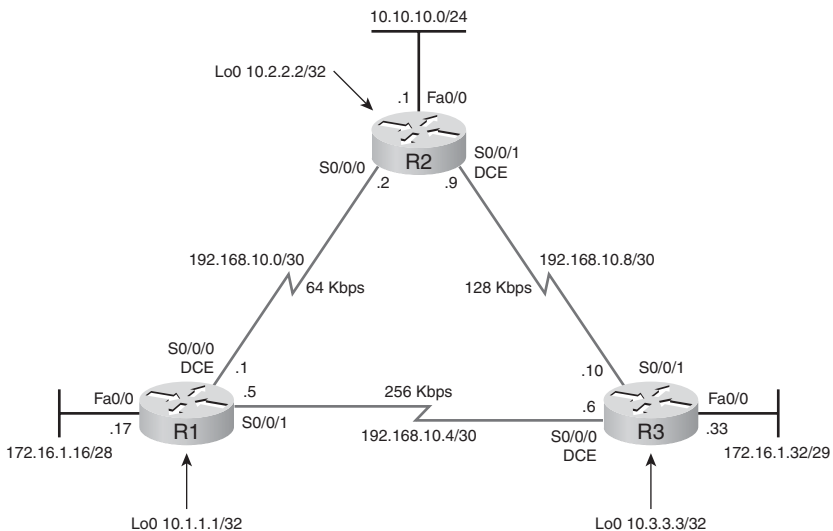 10.10.10.0/24
Lo0 10.2.2.2/32
.1
Fa0/0
R2
S0/0/0
.2
.9
S0/0/1
DCE
192.168.10.0/30
64 Kbps
192.168.10.8/30
128 Kbps
S0/0/0
DCE
.1
.10
S0/0/1
Fa0/0
.17
R1
.5
S0/0/1
256 Kbps
192.168.10.4/30
.6
S0/0/0
DCE
R3
Fa0/0
.33
172.16.1.16/28
172.16.1.32/29
Lo0 10.1.1.1/32
Lo0 10.3.3.3/32